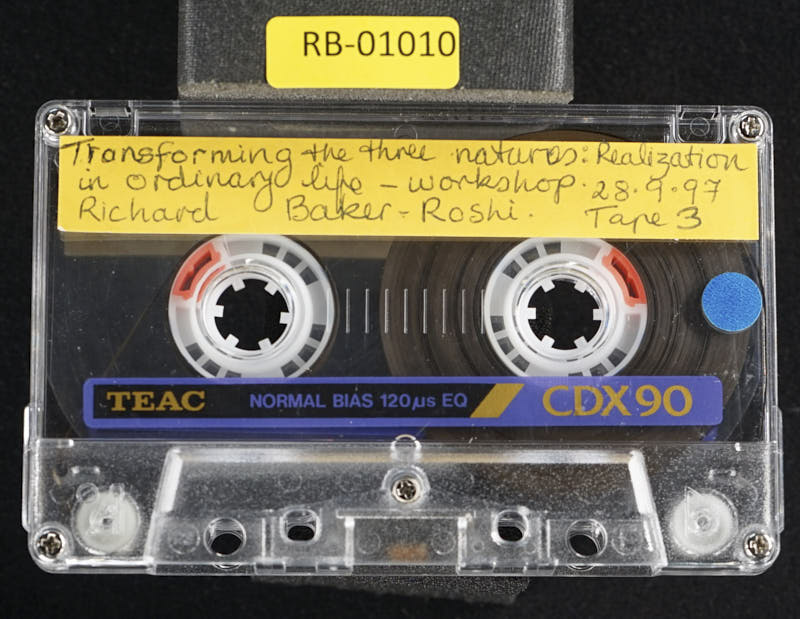 RB-01010
Transforming the three natures: Realization
in ordinary life - workshop. 28.9.97
Richard Baker-Roshi. Tape 3
TEAC NORMAL BIAS 120µs EQ CDX90